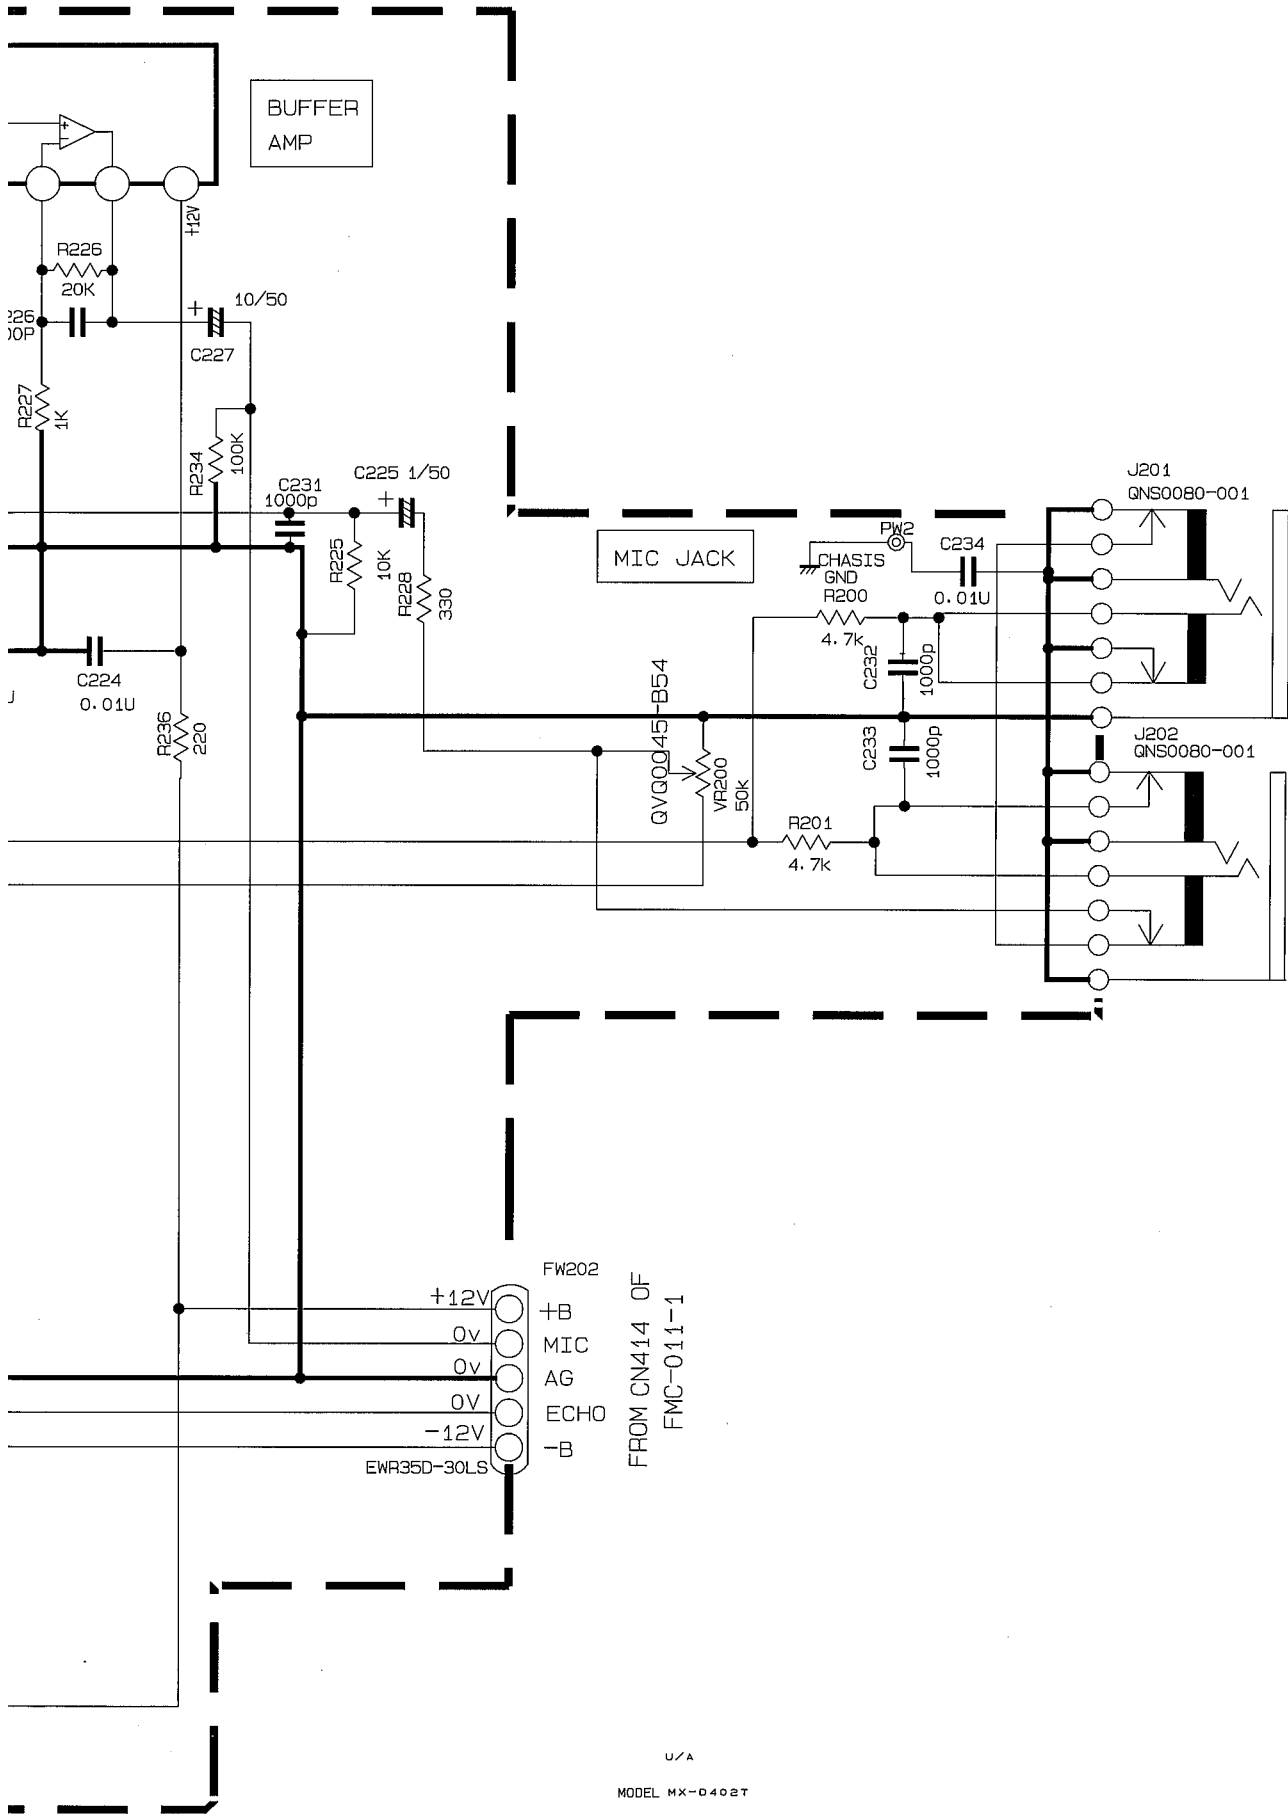 BUFFER
AMP
+
-
+12V
R226
20K
+
10/50
C227
R227
1K
R234
100K
C231
1000p
C225 1/50
+
R225
10K
R228
330
C224
0.01U
R236
220
MIC JACK
PW2
CHASIS
GND
C234
0.01U
R200
4.7k
C232
1000p
C233
1000p
QVQ0045-B54
VR200
50K
R201
4.7k
J201
QNS0080-001
J202
QNS0080-001
FW202
+12V
+B
0v
MIC
0v
AG
0V
ECHO
-12V
-B
EWR35D-30LS
FROM CN414 OF
FMC-011-1
U/A
MODEL MX-D402T